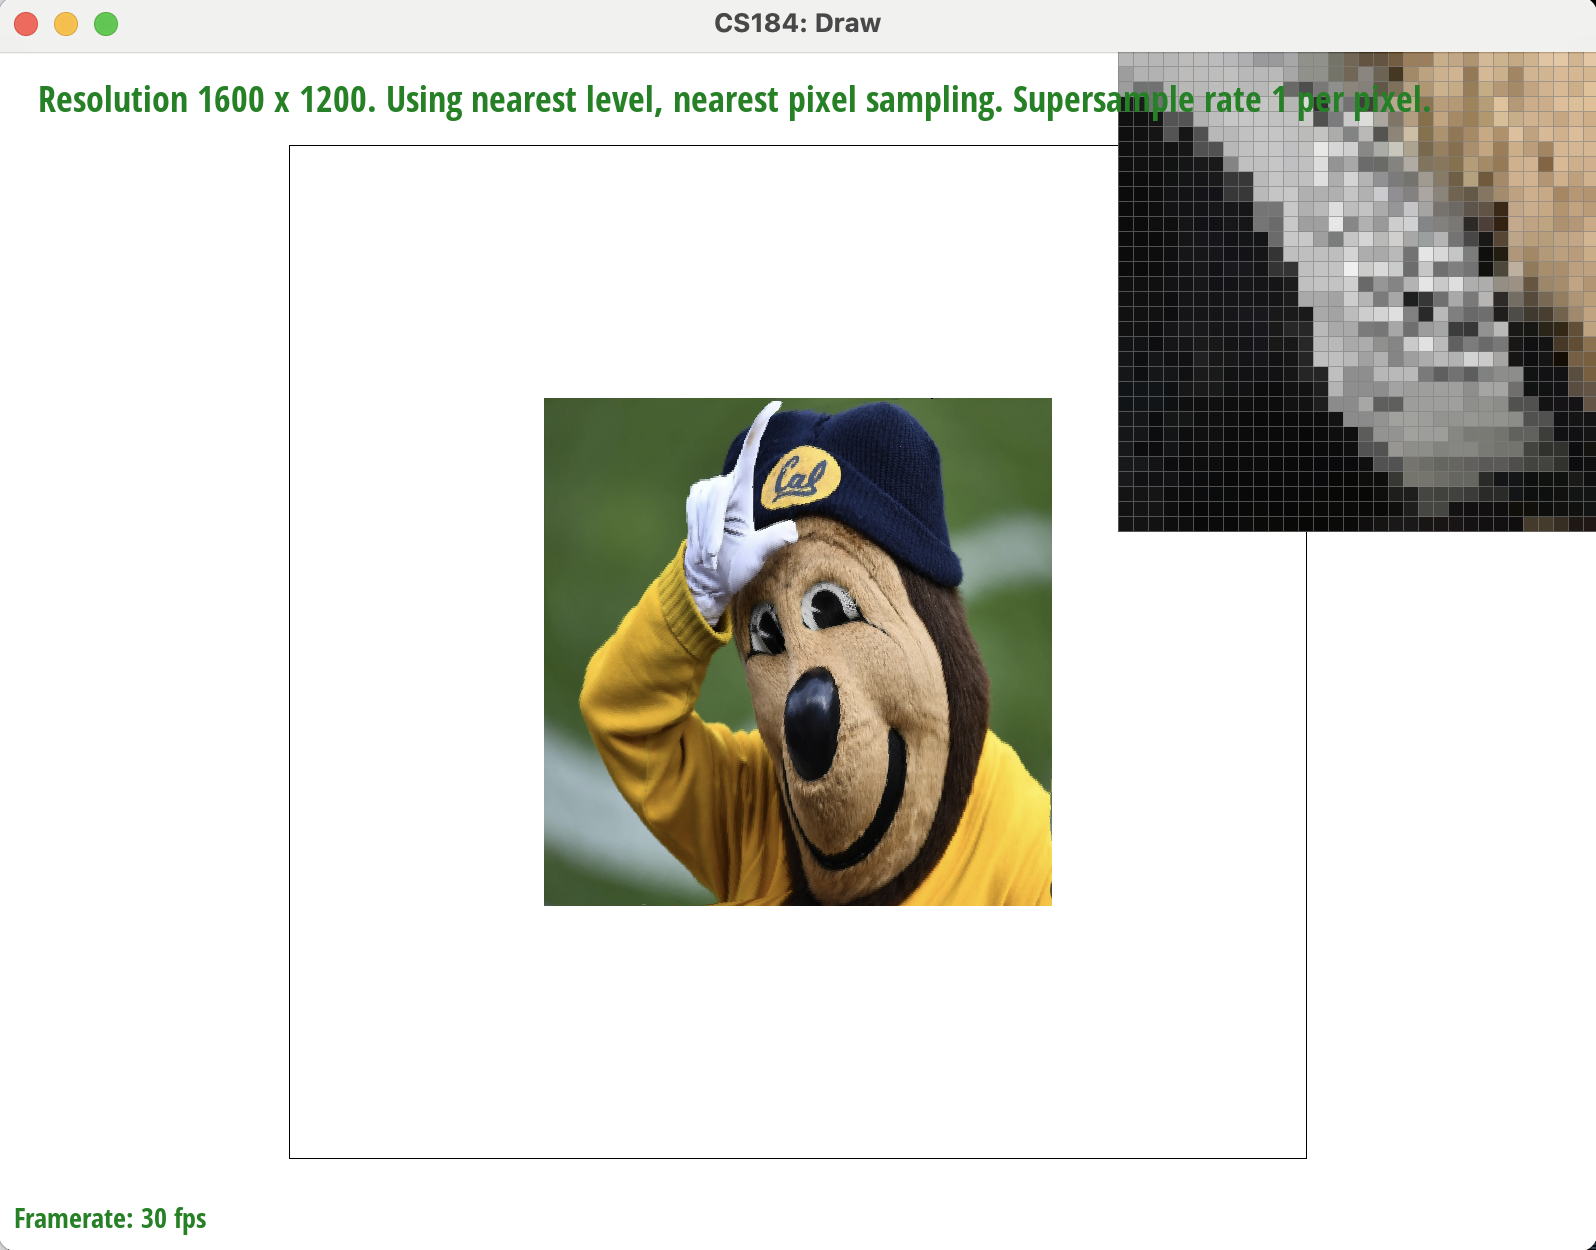 CS184: Draw
Resolution 1600 x 1200. Using nearest level, nearest pixel sampling. Supersample rate 1 per pixel.
Cal
Framerate: 30 fps